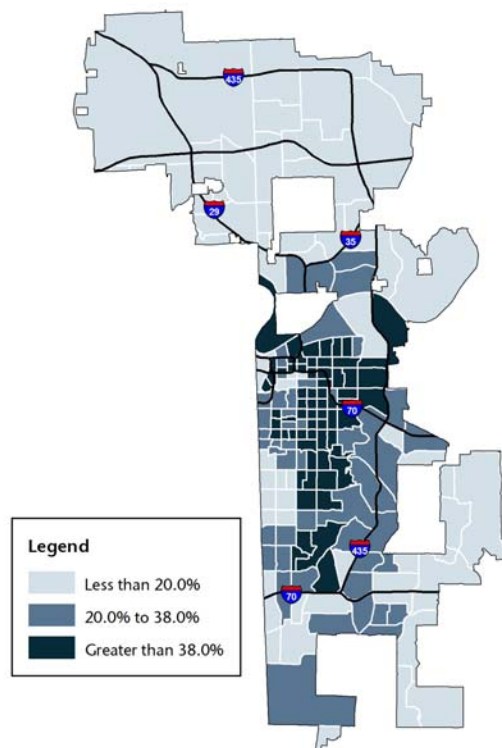 435
29
35
70
435
70
Legend
Less than 20.0%
20.0% to 38.0%
Greater than 38.0%